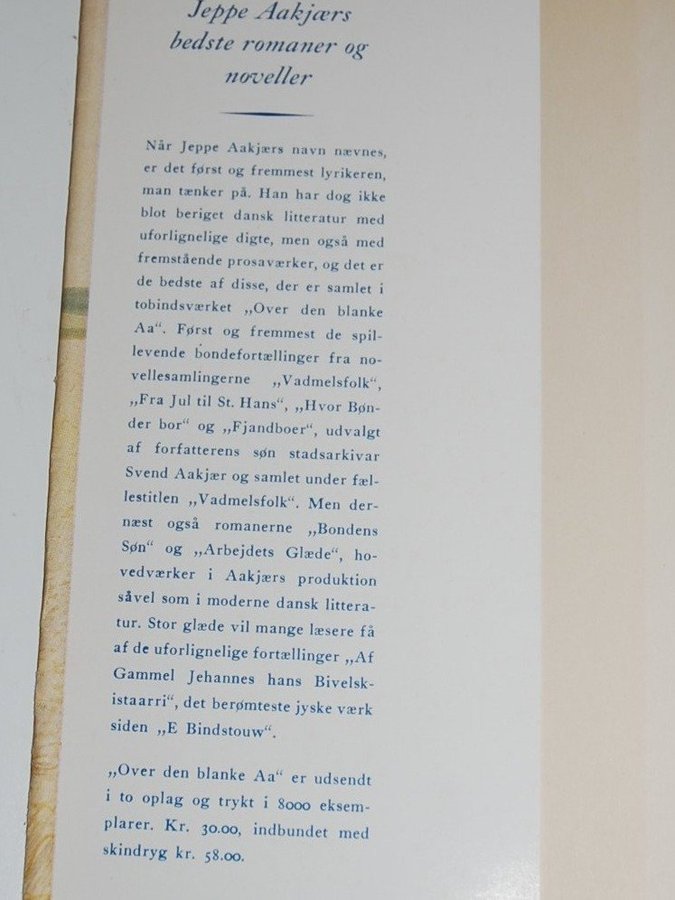 Jeppe Aakjærs
bedste romaner og
noveller
Når Jeppe Aakjærs navn nævnes,
er det først og fremmest lyrikeren,
man tænker på. Han har dog ikke
blot beriget dansk litteratur med
uforlignelige digte, men også med
fremstående prosaværker, og det er
de bedste af disse, der er samlet i
tobindsværket „Over den blanke
Aa“. Først og fremmest de spil-
levende bondefortællinger fra no-
vellesamlingerne „Vadmelsfolk“,
„Fra Jul til St. Hans“, „Hvor Bøn-
der bor“ og „Fjandboer“, udvalgt
af forfatterens søn stadsarkivar
Svend Aakjær og samlet under fæl-
lestitlen „Vadmelsfolk“. Men der-
næst også romanerne „Bondens
Søn“ og „Arbejdets Glæde“, ho-
vedværker i Aakjærs produktion
såvel som i moderne dansk littera-
tur. Stor glæde vil mange læsere få
af de uforlignelige fortællinger „Af
Gammel Jehannes hans Bivelsk-
istaarri“, det berømteste jyske værk
siden „E Bindstouw“.
„Over den blanke Aa“ er udsendt
i to oplag og trykt i 8000 eksem-
plarer. Kr. 30.00, indbundet med
skindryg kr. 58.00.